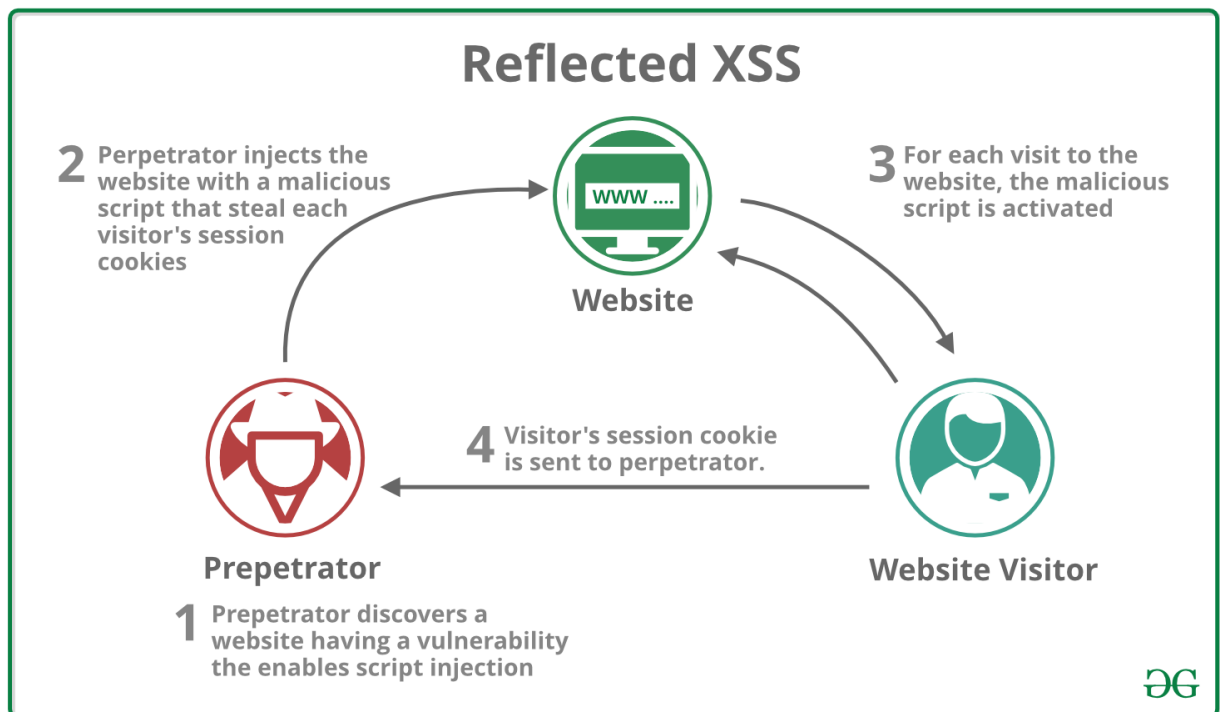 Reflected XSS
2 Perpetrator injects the
website with a malicious
script that steal each
visitor's session
cookies
WWW ....
Website
3 For each visit to the
website, the malicious
script is activated
4 Visitor's session cookie
is sent to perpetrator.
Prepetrator
Website Visitor
1 Prepetrator discovers a
website having a vulnerability
the enables script injection